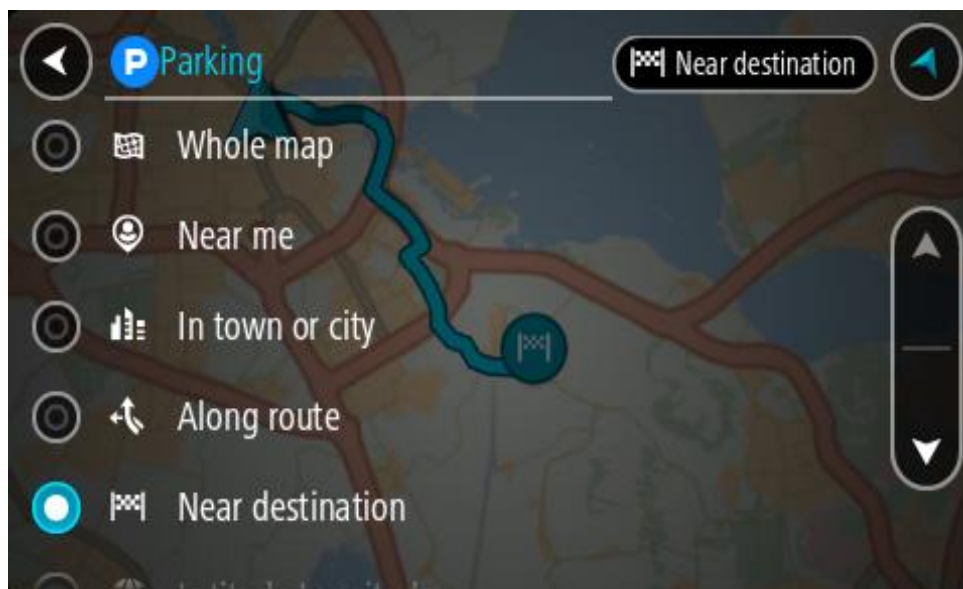 P Parking
Near destination
Whole map
Near me
In town or city
Along route
Near destination